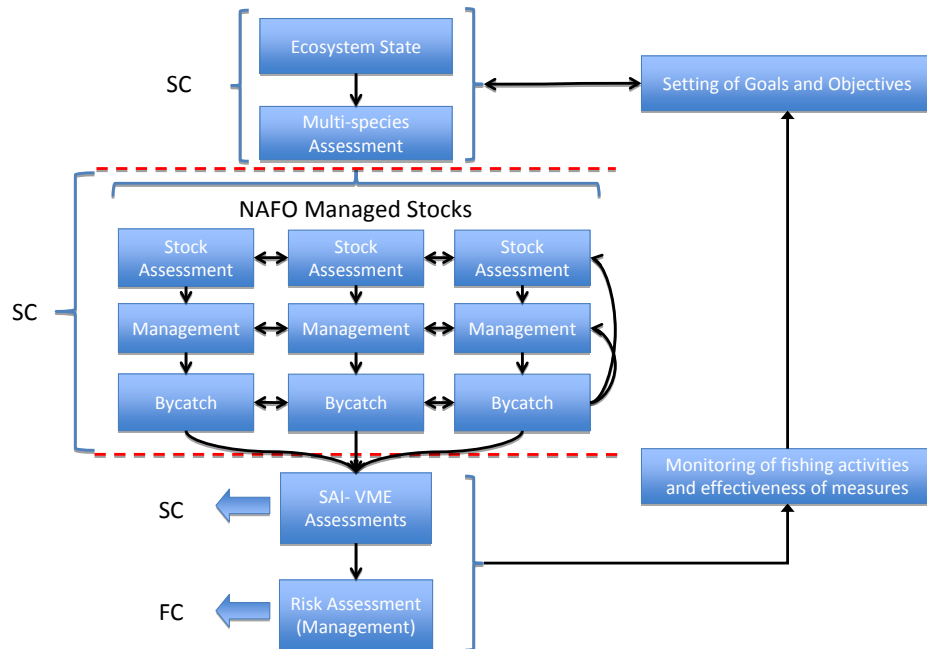 Ecosystem State
SC
Setting of Goals and Objectives
Multi-species
Assessment
NAFO Managed Stocks
Stock
Assessment
Stock
Assessment
Stock
Assessment
SC
Management
Management
Management
Bycatch
Bycatch
Bycatch
Monitoring of fishing activities
and effectiveness of measures
SC
SAI- VME
Assessments
FC
Risk Assessment
(Management)